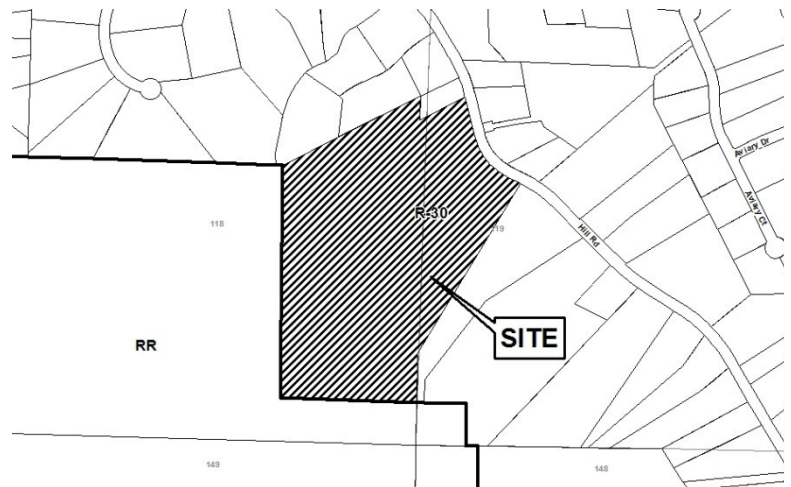 Aviary Dr
Aviary Ct
118
R-30
119
Hill Rd
SITE
RR
149
148